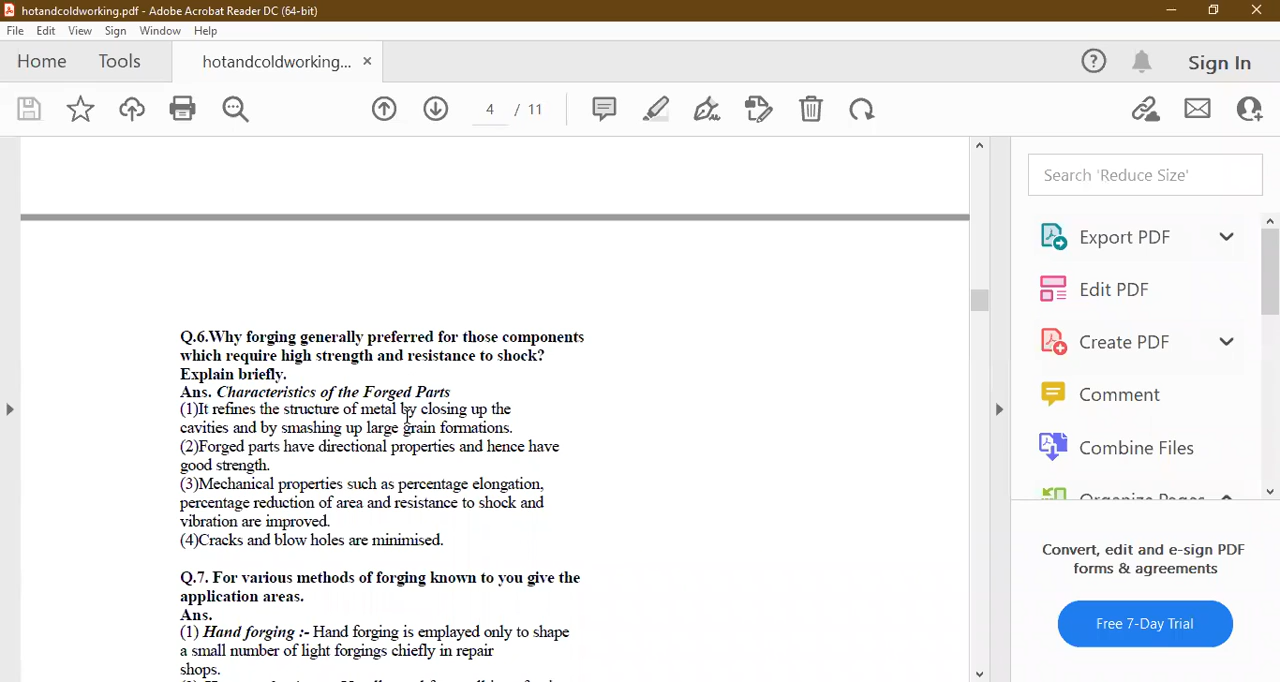 hotandcoldworking.pdf - Adobe Acrobat Reader DC (64-bit)
File Edit View Sign Window Help
Home Tools hotandcoldworking... × Sign In
4 / 11
Search 'Reduce Size'
Export PDF
Edit PDF
Create PDF
Comment
Combine Files
Organize Pages
Convert, edit and e-sign PDF
forms & agreements
Free 7-Day Trial
Q.6.Why forging generally preferred for those components
which require high strength and resistance to shock?
Explain briefly.
Ans. Characteristics of the Forged Parts
(1)It refines the structure of metal by closing up the
cavities and by smashing up large grain formations.
(2)Forged parts have directional properties and hence have
good strength.
(3)Mechanical properties such as percentage elongation,
percentage reduction of area and resistance to shock and
vibration are improved.
(4)Cracks and blow holes are minimised.
Q.7. For various methods of forging known to you give the
application areas.
Ans.
(1) Hand forging :- Hand forging is emplayed only to shape
a small number of light forgings chiefly in repair
shops.